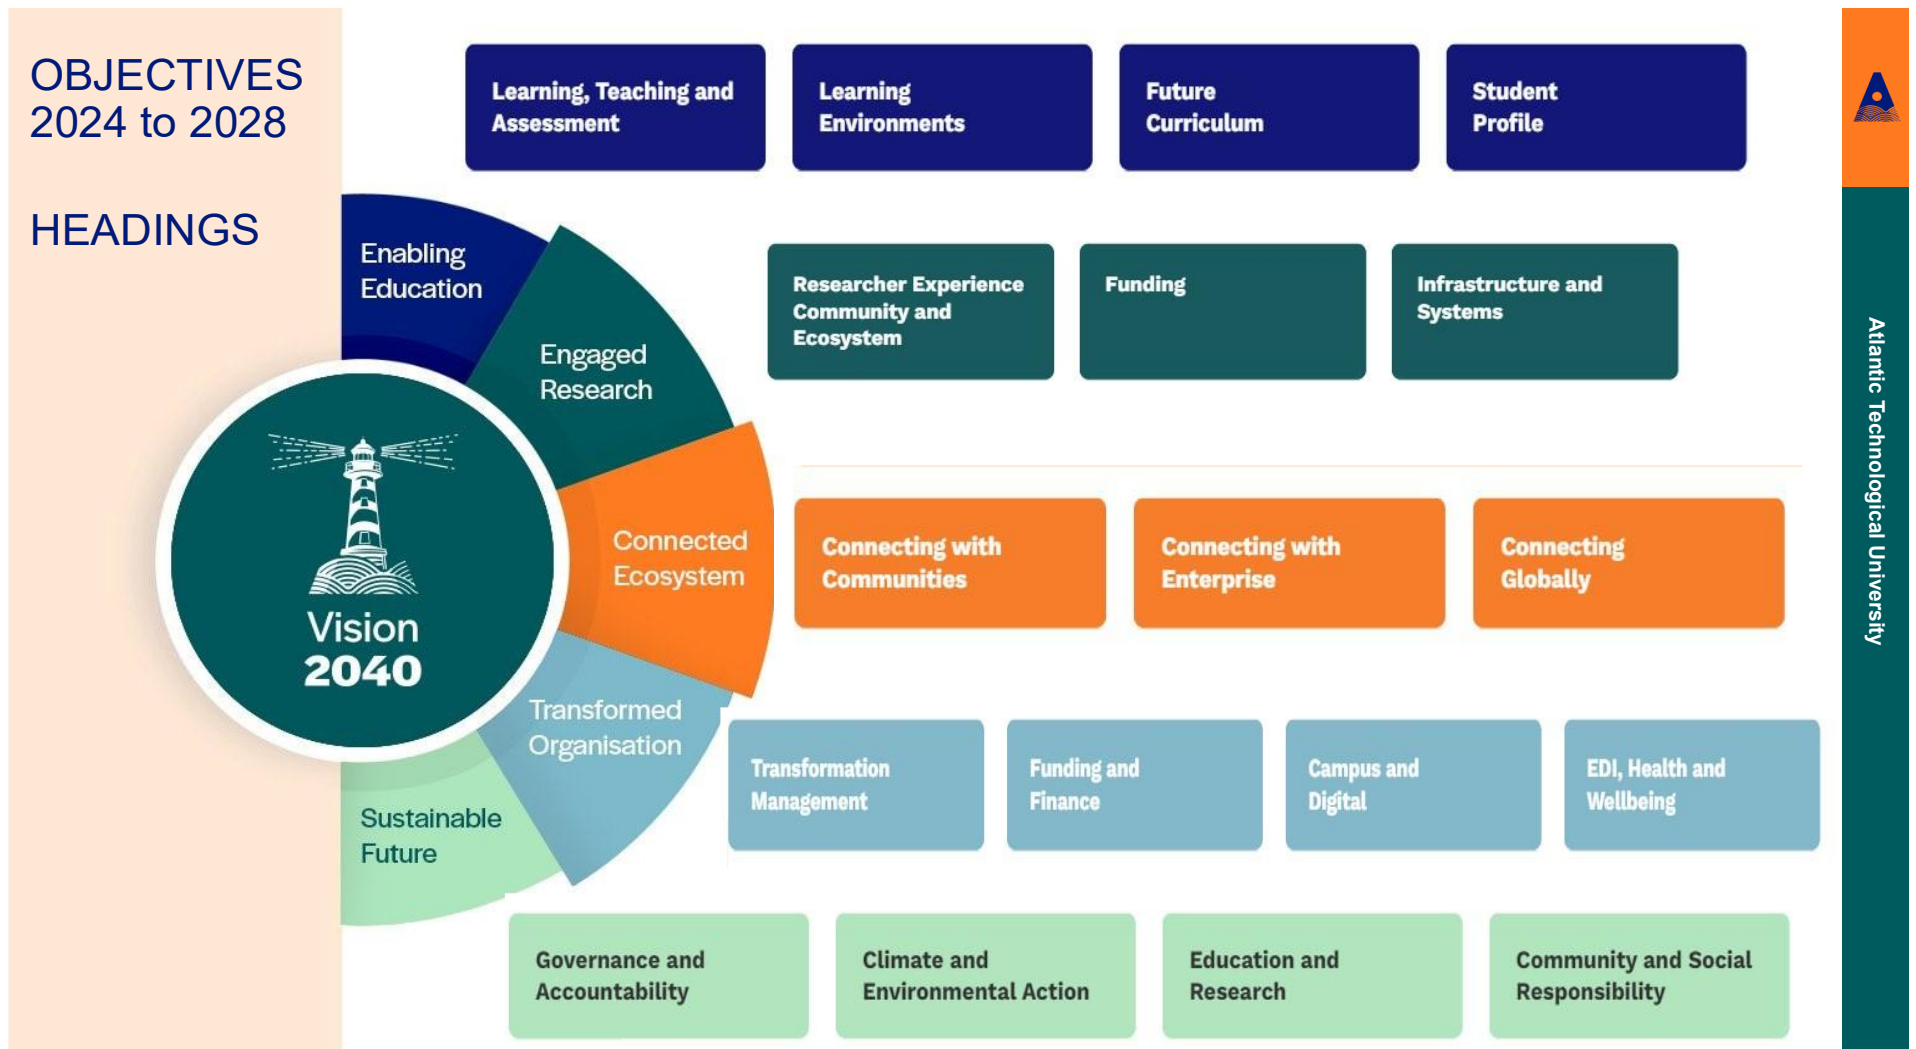 OBJECTIVES
2024 to 2028
HEADINGS
Learning, Teaching and
Assessment
Learning
Environments
Future
Curriculum
Student
Profile
Enabling
Education
Engaged
Research
Researcher Experience
Community and
Ecosystem
Funding
Infrastructure and
Systems
Connected
Ecosystem
Connecting with
Communities
Connecting with
Enterprise
Connecting
Globally
Vision
2040
Transformed
Organisation
Transformation
Management
Funding and
Finance
Campus and
Digital
EDI, Health and
Wellbeing
Sustainable
Future
Governance and
Accountability
Climate and
Environmental Action
Education and
Research
Community and Social
Responsibility
Atlantic Technological University